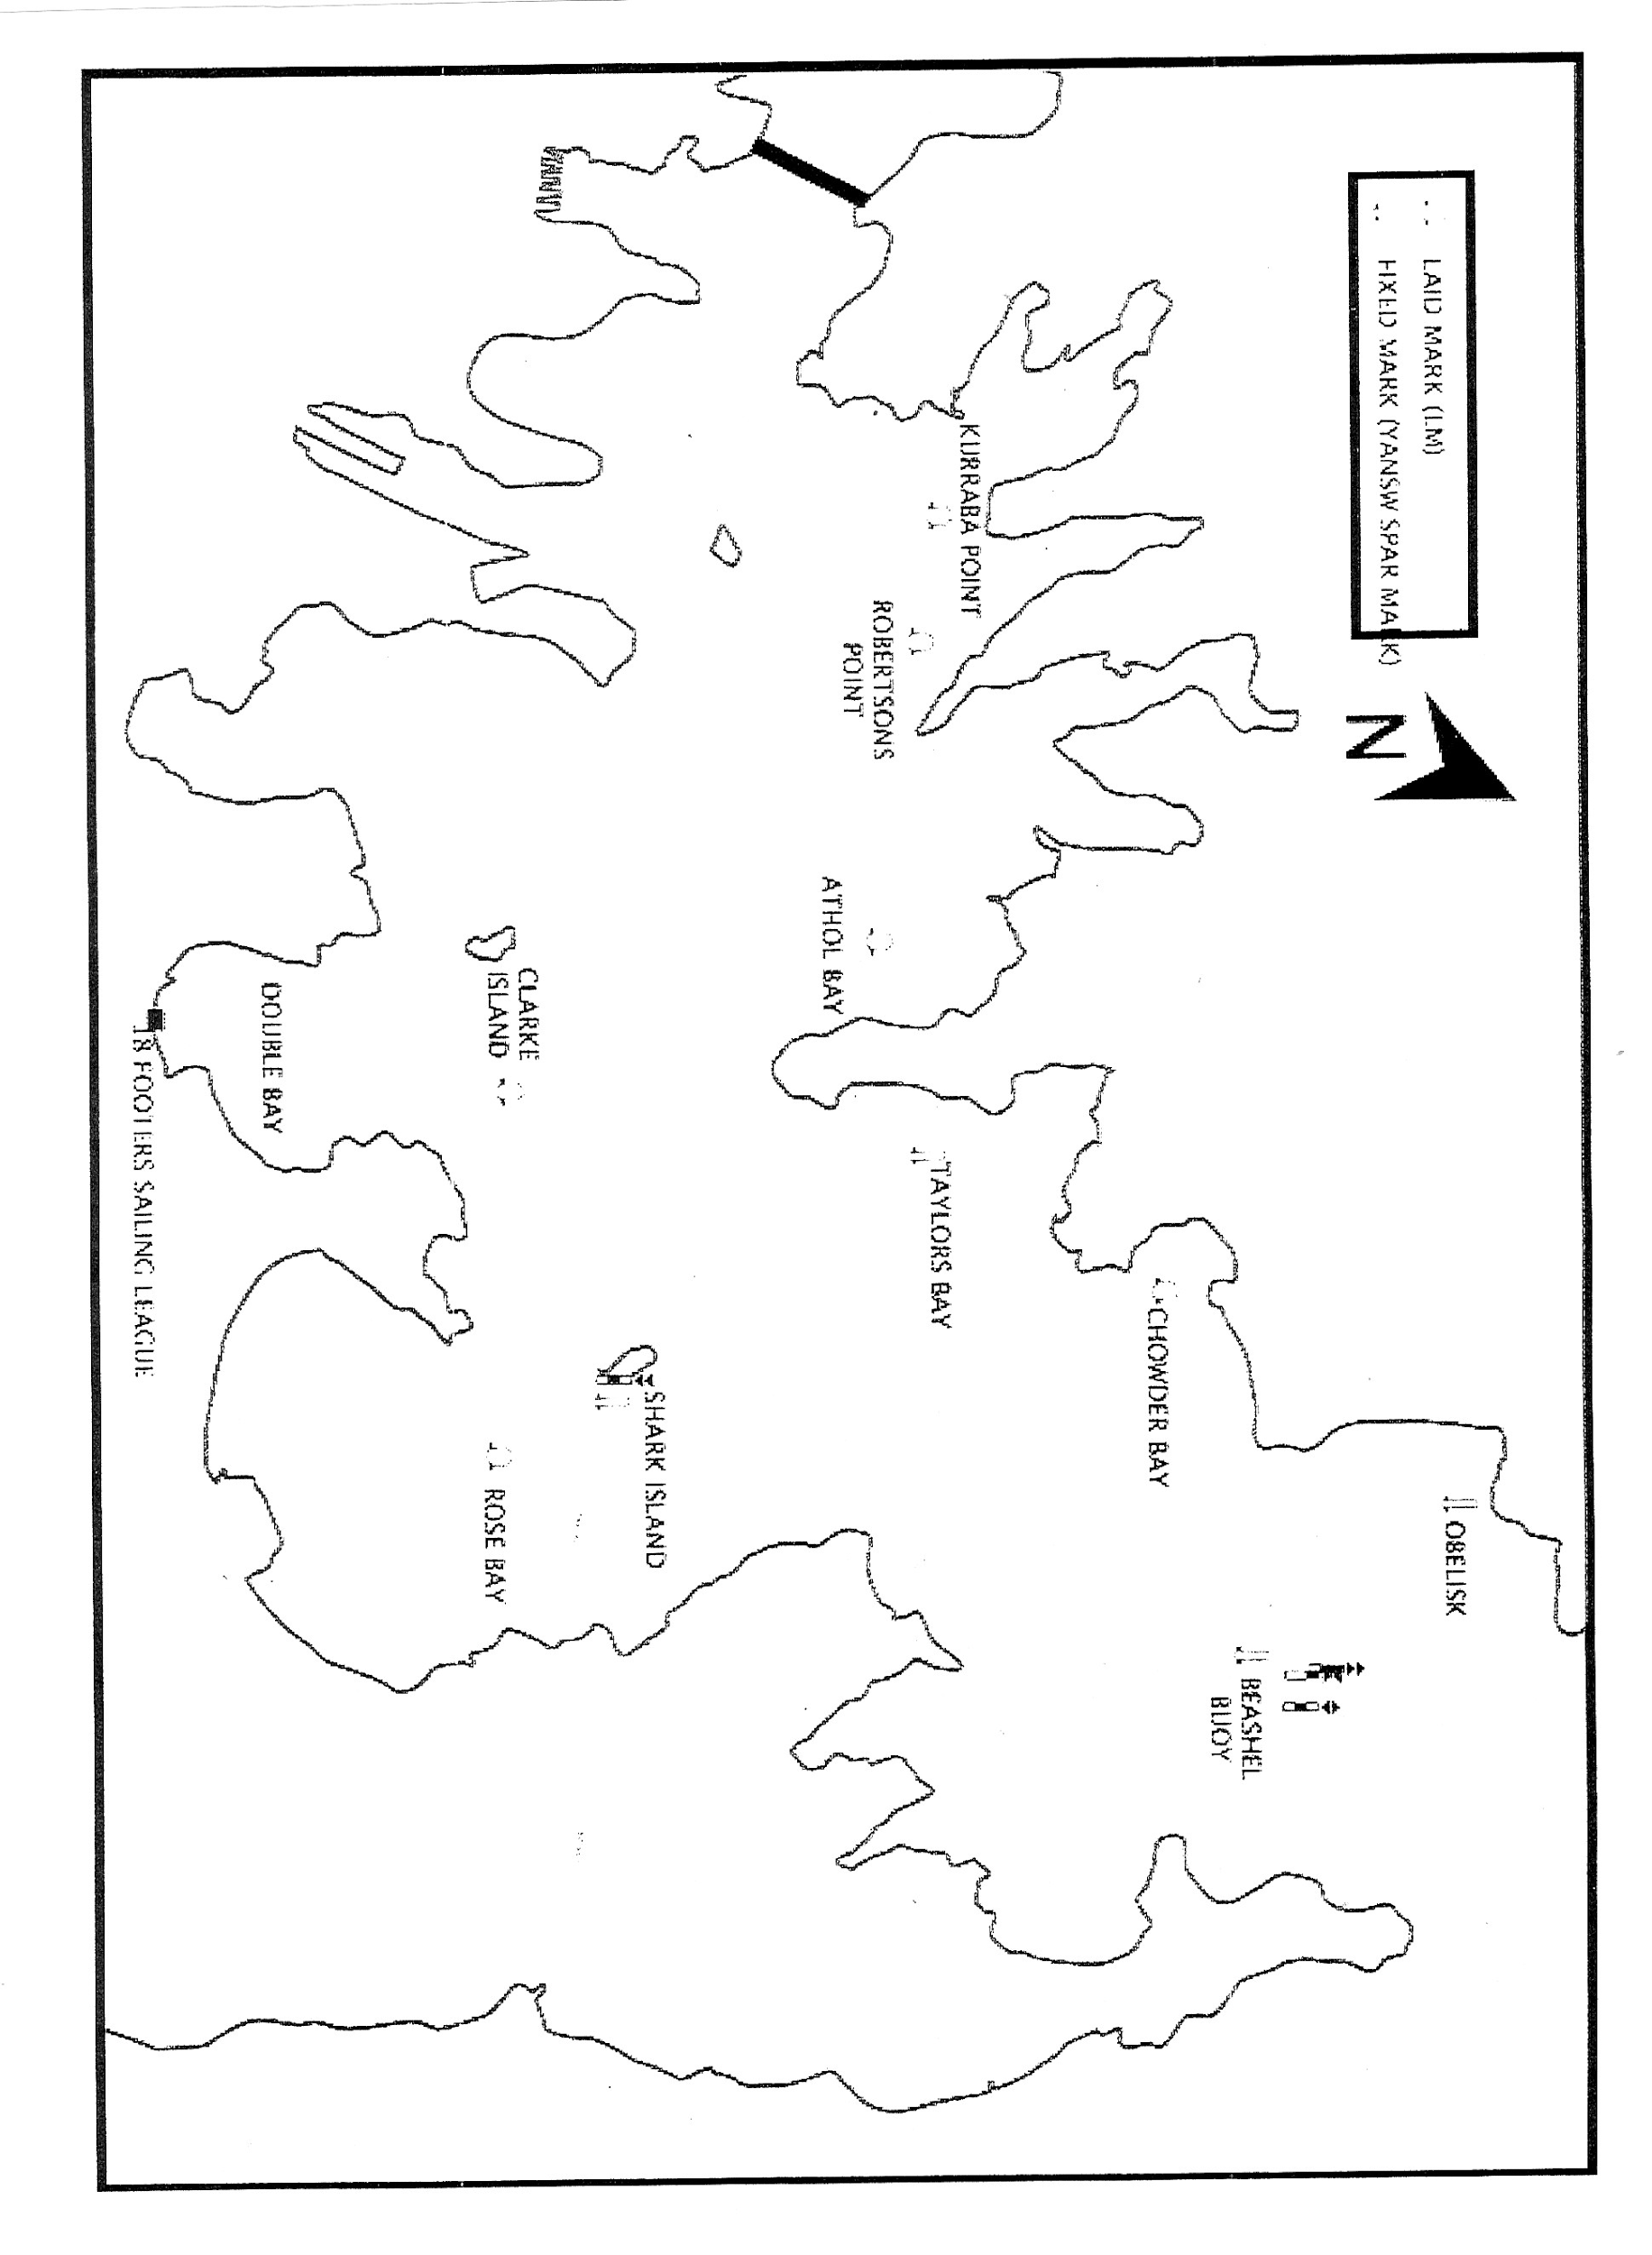 LAID MARK (LM)
FIXED MARK (YANSW SPAR MARK)
N
KURRABA POINT
ROBERTSONS
POINT
ATHOL BAY
TAYLORS BAY
CHOWDER BAY
OBELISK
BEASHEL
BUOY
CLARKE
ISLAND
SHARK ISLAND
ROSE BAY
DOUBLE BAY
18 FOOTERS SAILING LEAGUE